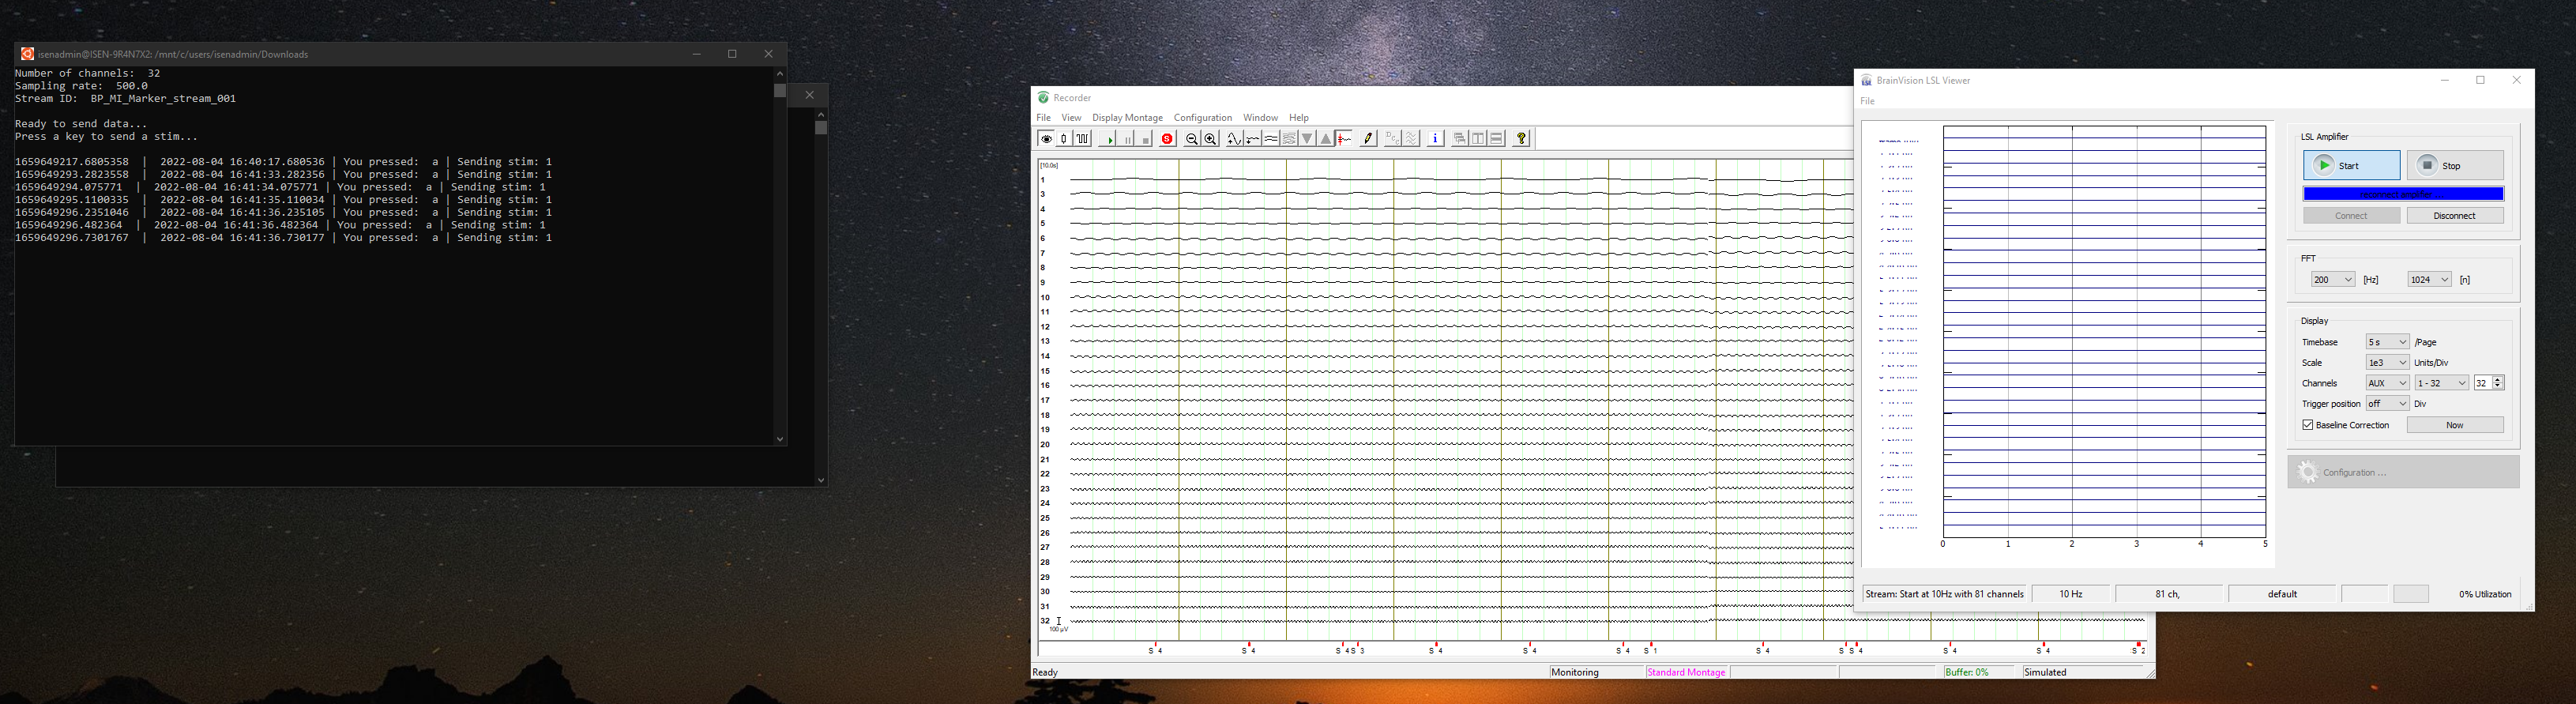 isenadmin@ISEN-9R4N7X2: /mnt/c/users/isenadmin/Downloads
Number of channels:  32
Sampling rate:  500.0
Stream ID:  BP_MI_Marker_stream_001
Ready to send data...
Press a key to send a stim...
1659649217.6805358  |  2022-08-04 16:40:17.680536 | You pressed:  a | Sending stim: 1
1659649293.2823558  |  2022-08-04 16:41:33.282356 | You pressed:  a | Sending stim: 1
1659649294.075771  |  2022-08-04 16:41:34.075771 | You pressed:  a | Sending stim: 1
1659649295.1100335  |  2022-08-04 16:41:35.110034 | You pressed:  a | Sending stim: 1
1659649296.2351046  |  2022-08-04 16:41:36.235105 | You pressed:  a | Sending stim: 1
1659649296.482364  |  2022-08-04 16:41:36.482364 | You pressed:  a | Sending stim: 1
1659649296.7301767  |  2022-08-04 16:41:36.730177 | You pressed:  a | Sending stim: 1
Recorder
File View Display Montage Configuration Window Help
[10.0s]
1
3
4
5
6
7
8
9
10
11
12
13
14
15
16
17
18
19
20
21
22
23
24
25
26
27
28
29
30
31
32
100 µV
S 4 S 4 S 4 S 3 S 4 S 4 S 4 S 1 S 4 S S 4 S 4 S 4 S 2
Ready Monitoring Standard Montage Buffer: 0% Simulated
BrainVision LSL Viewer
File
0 1 2 3 4 5
LSL Amplifier
Start Stop
Connect Disconnect
FFT
200 [Hz] 1024 [n]
Display
Timebase 5 s /Page
Scale 1e3 Units/Div
Channels AUX 1 - 32 32
Trigger position off Div
Baseline Correction Now
Configuration ...
Stream: Start at 10Hz with 81 channels 10 Hz 81 ch, default 0% Utilization